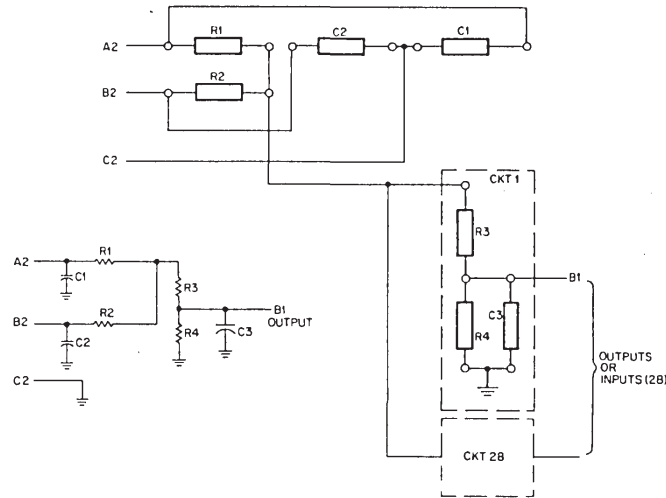 A2
R1
C2
C1
B2
R2
C2
CKT 1
R3
B1
R4
C3
OUTPUTS
OR
INPUTS (28)
CKT 28
A2
R1
C1
R3
B2
R2
C2
R4
C3
B1
OUTPUT
C2